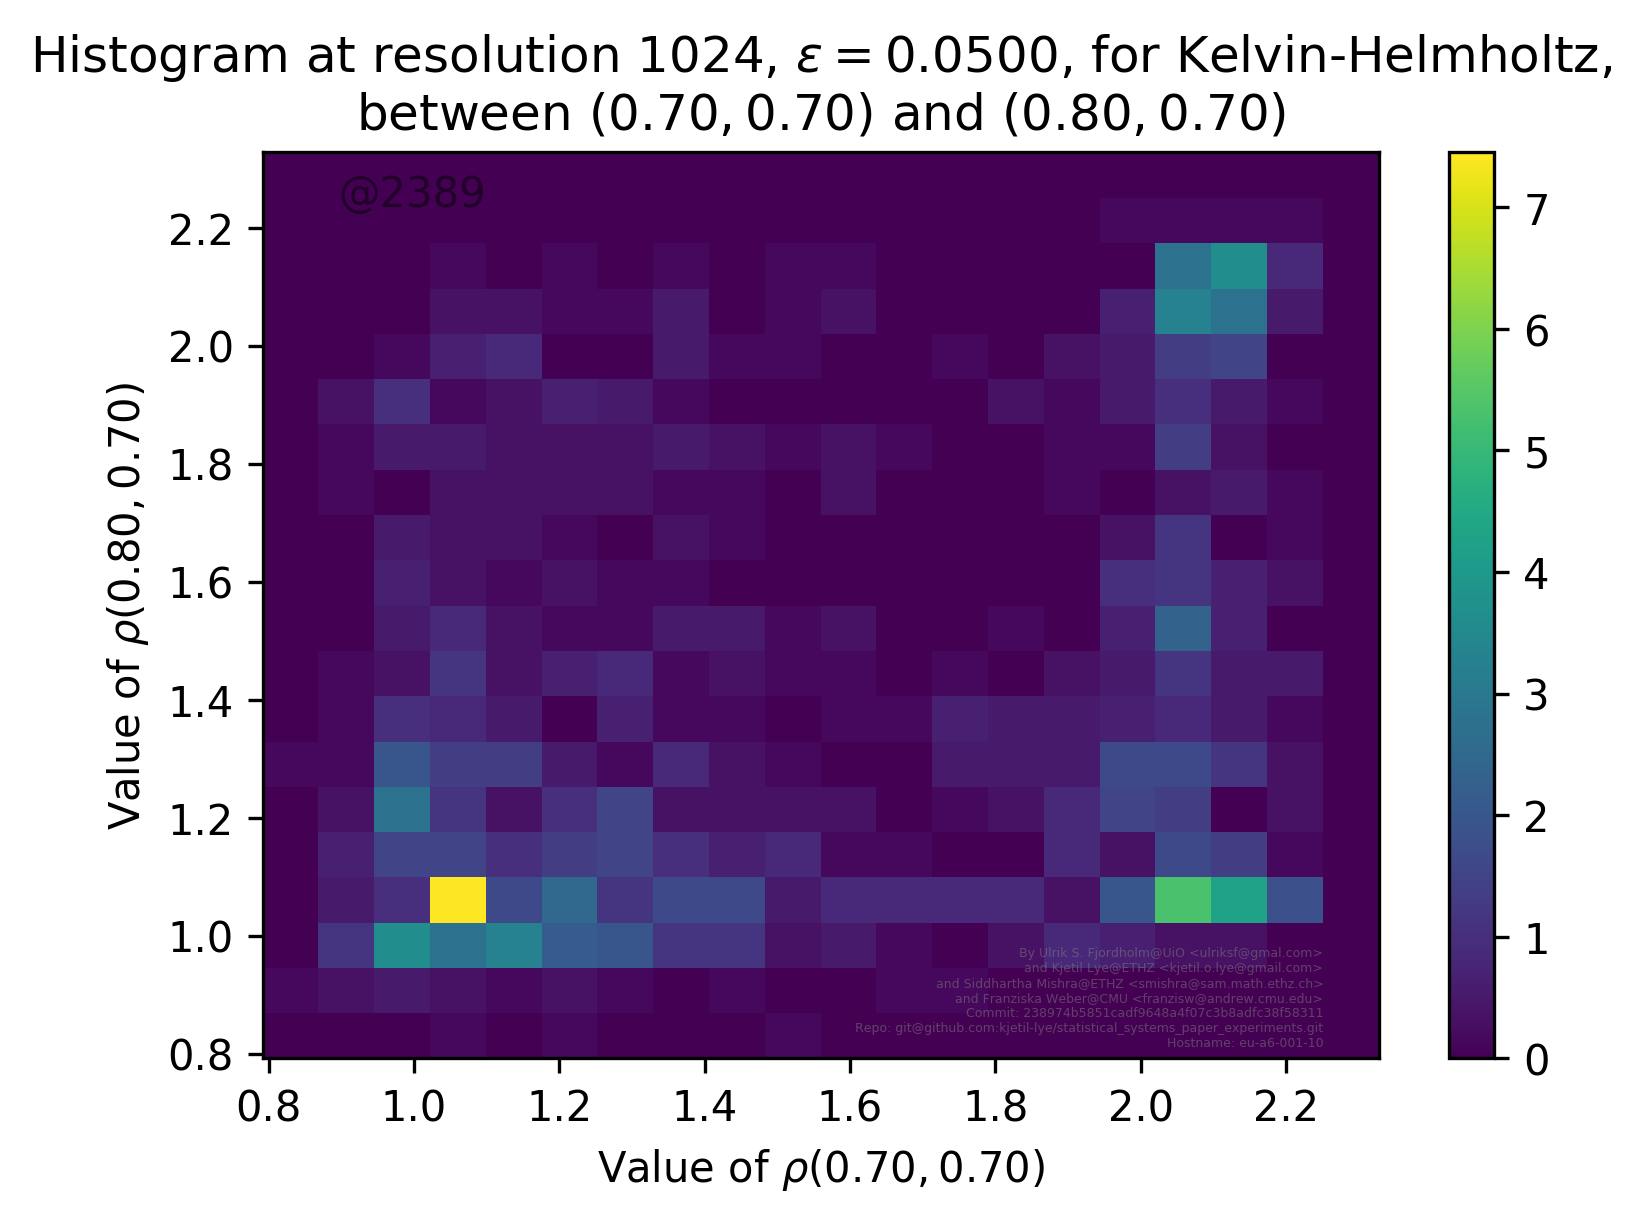 Histogram at resolution 1024, ε = 0.0500, for Kelvin-Helmholtz,
between (0.70, 0.70) and (0.80, 0.70)
@2389
2.2
2.0
1.8
1.6
1.4
1.2
1.0
0.8
Value of ρ(0.80, 0.70)
0.8 1.0 1.2 1.4 1.6 1.8 2.0 2.2
Value of ρ(0.70, 0.70)
7
6
5
4
3
2
1
0
By Ulrik S. Fjordholm@UiO <ulriksf@gmal.com>
and Kjetil Lye@ETHZ <kjetil.o.lye@gmail.com>
and Siddhartha Mishra@ETHZ <smishra@sam.math.ethz.ch>
and Franziska Weber@CMU <franzisw@andrew.cmu.edu>
Commit: 238974b5851cadf9648a4f07c3b8adfc38f58311
Repo: git@github.com:kjetil-lye/statistical_systems_paper_experiments.git
Hostname: eu-a6-001-10